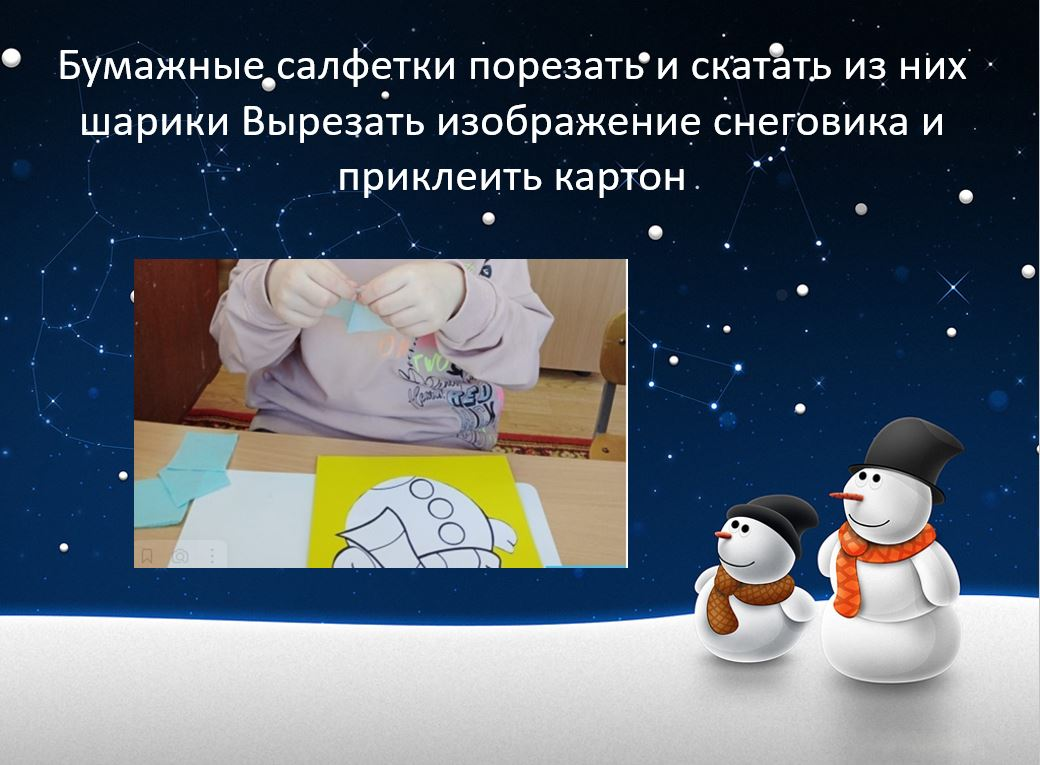 Бумажные салфетки порезать и скатать из них
шарики Вырезать изображение снеговика и
приклеить картон .